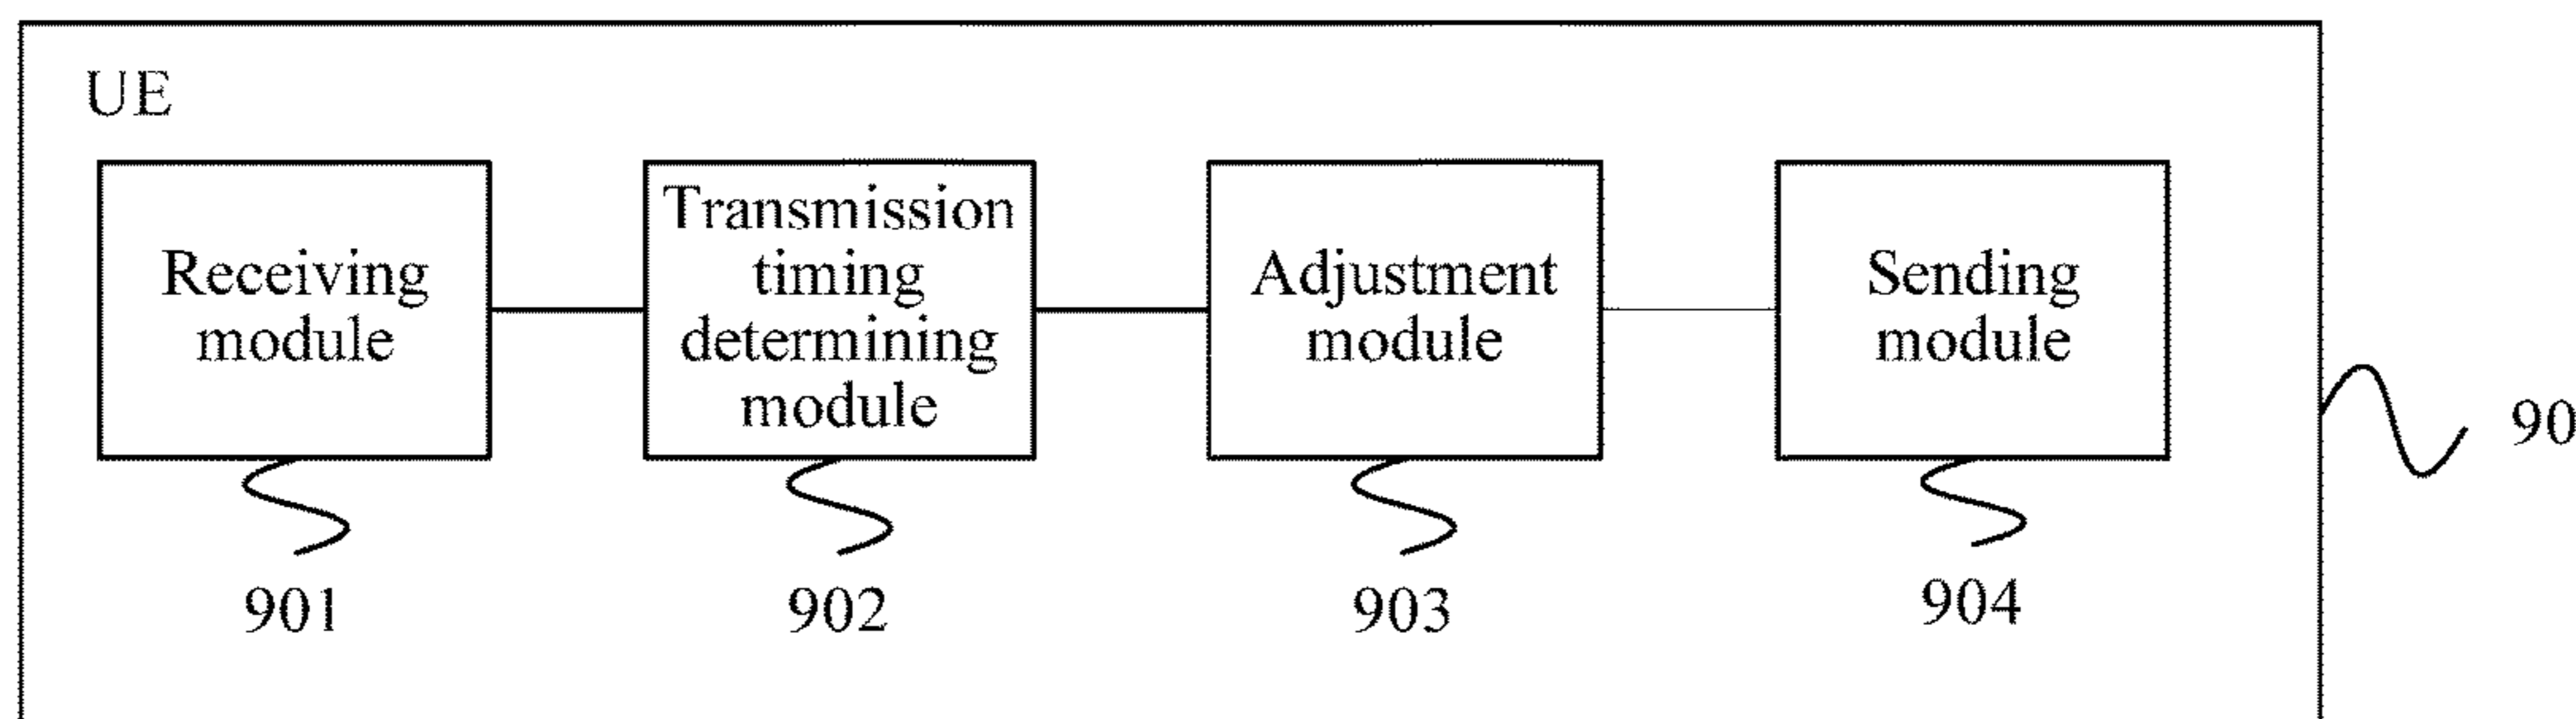 UE
Receiving
module
Transmission
timing
determining
module
Adjustment
module
Sending
module
90
901
902
903
904